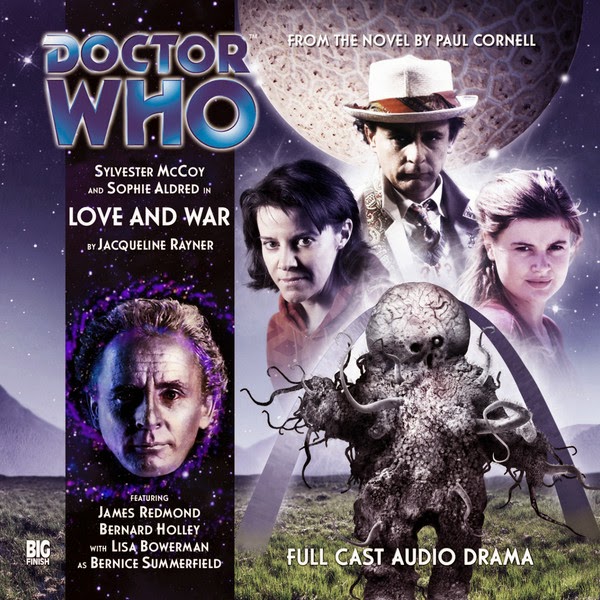 DOCTOR
WHO
TM
FROM THE NOVEL BY PAUL CORNELL
SYLVESTER MCCOY
AND SOPHIE ALDRED IN
LOVE AND WAR
BY JACQUELINE RAYNER
FEATURING
JAMES REDMOND
BERNARD HOLLEY
WITH LISA BOWERMAN
AS BERNICE SUMMERFIELD
BIG
FINISH
FULL CAST AUDIO DRAMA